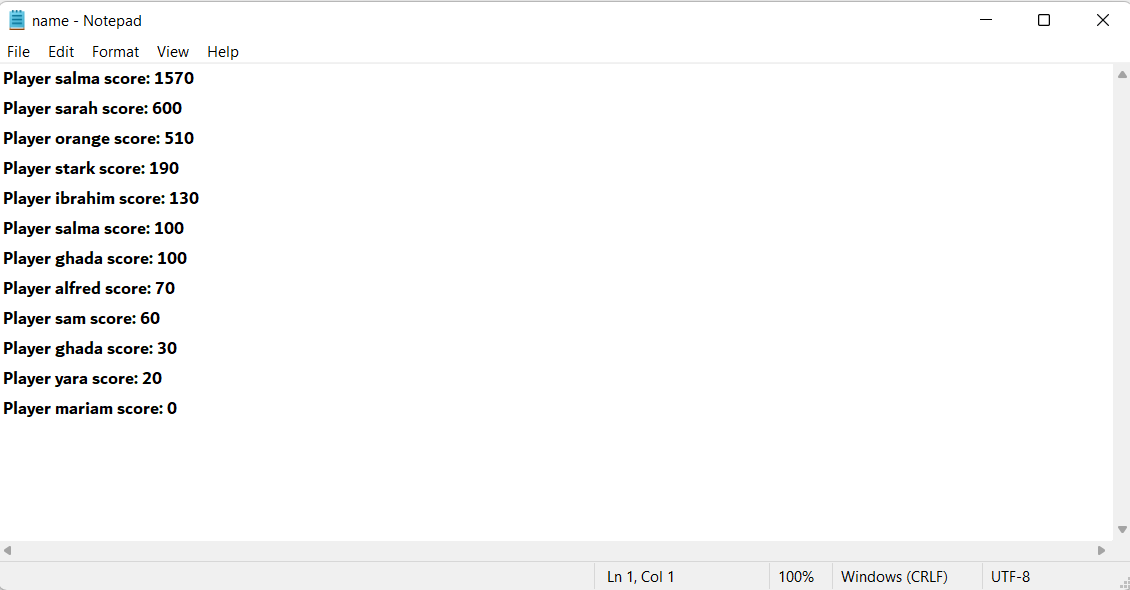 name - Notepad
File Edit Format View Help
Player salma score: 1570
Player sarah score: 600
Player orange score: 510
Player stark score: 190
Player ibrahim score: 130
Player salma score: 100
Player ghada score: 100
Player alfred score: 70
Player sam score: 60
Player ghada score: 30
Player yara score: 20
Player mariam score: 0
Ln 1, Col 1 100% Windows (CRLF) UTF-8